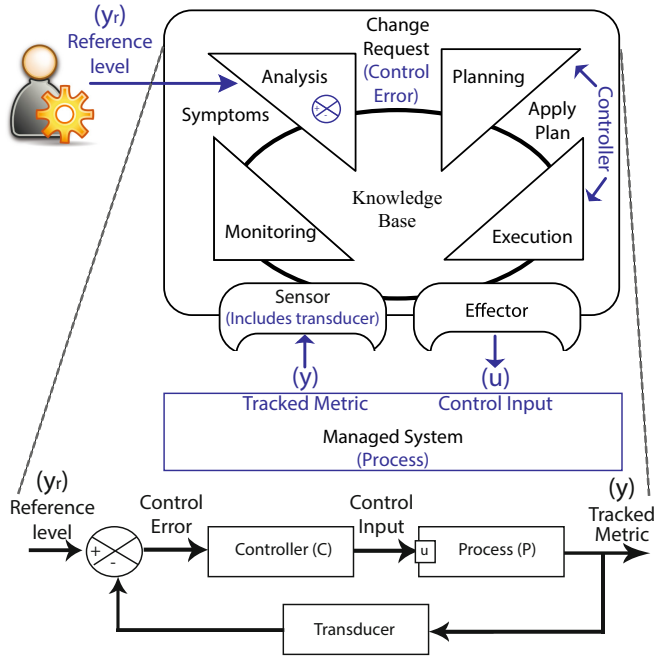 (yr)
Reference
level
Change
Request
(Control
Error)
Analysis
+
-
Planning
Symptoms
Apply
Plan
Controller
Knowledge
Base
Monitoring
Execution
Sensor
(Includes transducer)
Effector
(y)
(u)
Tracked Metric
Control Input
Managed System
(Process)
(yr)
Reference
level
Control
Error
Control
Input
(y)
Tracked
Metric
+
-
Controller (C)
u
Process (P)
Transducer